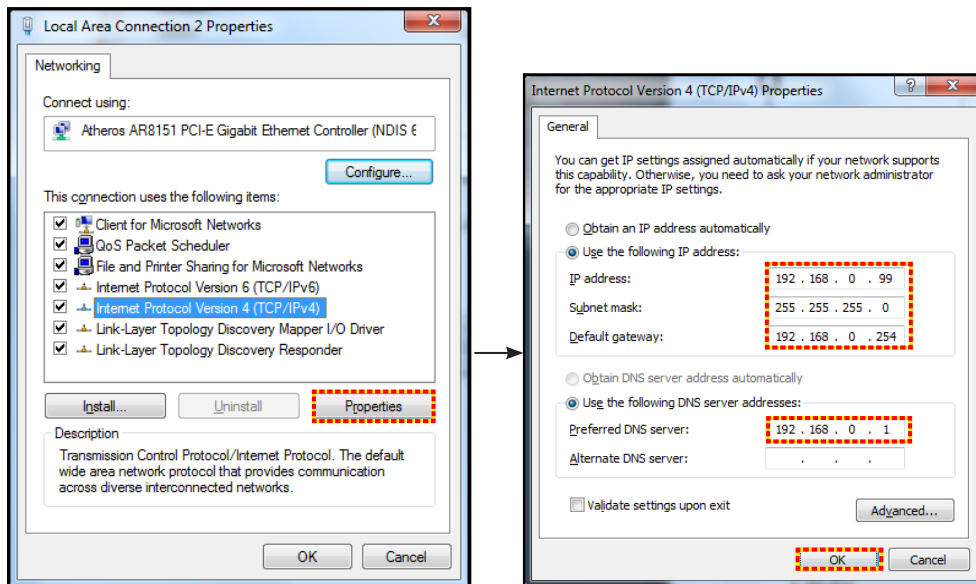 Local Area Connection 2 Properties
Networking
Connect using:
Atheros AR8151 PCI-E Gigabit Ethernet Controller (NDIS 6
Configure...
This connection uses the following items:
Client for Microsoft Networks
QoS Packet Scheduler
File and Printer Sharing for Microsoft Networks
Internet Protocol Version 6 (TCP/IPv6)
Internet Protocol Version 4 (TCP/IPv4)
Link-Layer Topology Discovery Mapper I/O Driver
Link-Layer Topology Discovery Responder
Install...
Uninstall
Properties
Description
Transmission Control Protocol/Internet Protocol. The default
wide area network protocol that provides communication
across diverse interconnected networks.
OK
Cancel
Internet Protocol Version 4 (TCP/IPv4) Properties
General
You can get IP settings assigned automatically if your network supports
this capability. Otherwise, you need to ask your network administrator
for the appropriate IP settings.
Obtain an IP address automatically
Use the following IP address:
IP address: 192 . 168 . 0 . 99
Subnet mask: 255 . 255 . 255 . 0
Default gateway: 192 . 168 . 0 . 254
Obtain DNS server address automatically
Use the following DNS server addresses:
Preferred DNS server: 192 . 168 . 0 . 1
Alternate DNS server: . . .
Validate settings upon exit
Advanced...
OK
Cancel